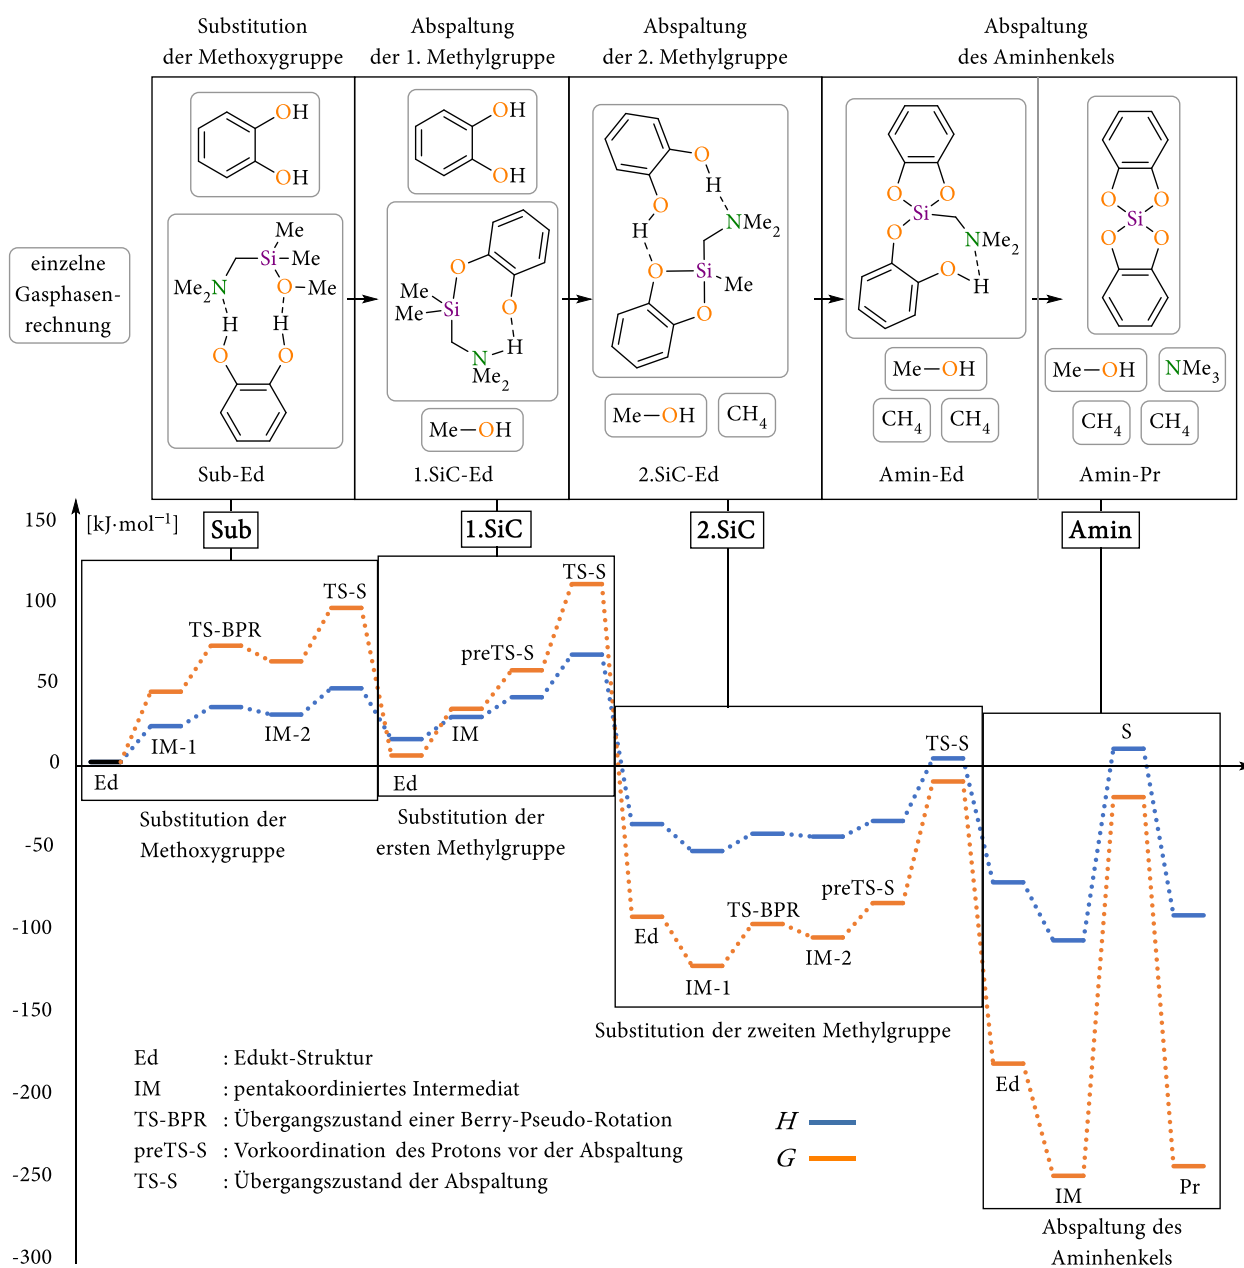 Substitution
der Methoxygruppe
Abspaltung
der 1. Methylgruppe
Abspaltung
der 2. Methylgruppe
Abspaltung
des Aminhenkels
einzelne
Gasphasen-
rechnung
OH
OH
Me
Si
Me
Me₂N
O
Me
H
H
O
O
Sub-Ed
OH
OH
O
Me
Me
Si
O
H
N
Me₂
Me—OH
1.SiC-Ed
O
H
O
H
NMe₂
O
Si
Me
O
Me—OH
CH₄
2.SiC-Ed
O
O
Si
O
NMe₂
O
H
Me—OH
CH₄
CH₄
Amin-Ed
O
O
Si
O
O
Me—OH
NMe₃
CH₄
CH₄
Amin-Pr
[kJ·mol⁻¹]
Sub
1.SiC
2.SiC
Amin
150
100
50
0
-50
-100
-150
-200
-250
-300
Ed
IM-1
TS-BPR
IM-2
TS-S
Substitution der
Methoxygruppe
Ed
IM
preTS-S
TS-S
Substitution der
ersten Methylgruppe
Ed
IM-1
TS-BPR
IM-2
preTS-S
TS-S
Substitution der zweiten Methylgruppe
Ed
IM
S
Pr
Abspaltung des
Aminhenkels
Ed : Edukt-Struktur
IM : pentakoordiniertes Intermediat
TS-BPR : Übergangszustand einer Berry-Pseudo-Rotation
preTS-S : Vorkoordination des Protons vor der Abspaltung
TS-S : Übergangszustand der Abspaltung
H
G